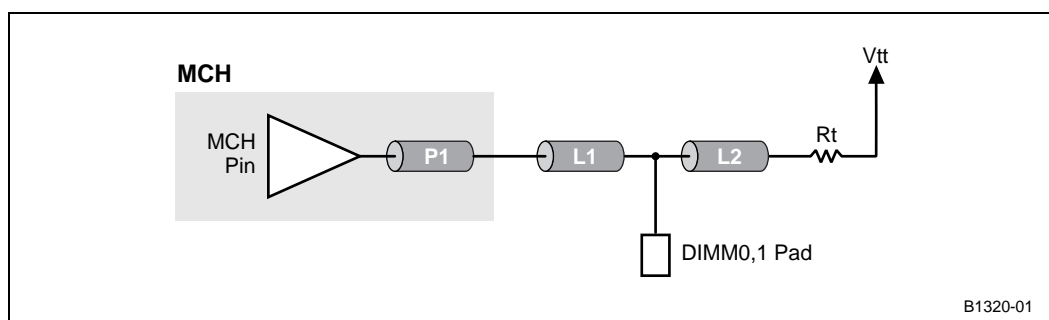 MCH
MCH
Pin
P1
L1
L2
Rt
Vtt
DIMM0,1 Pad
B1320-01